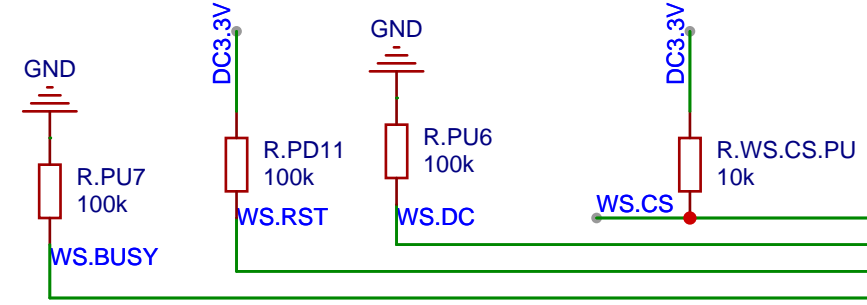 GND
R.PU7
100k
WS.BUSY
DC3.3V
R.PD11
100k
WS.RST
GND
R.PU6
100k
WS.DC
DC3.3V
R.WS.CS.PU
10k
WS.CS